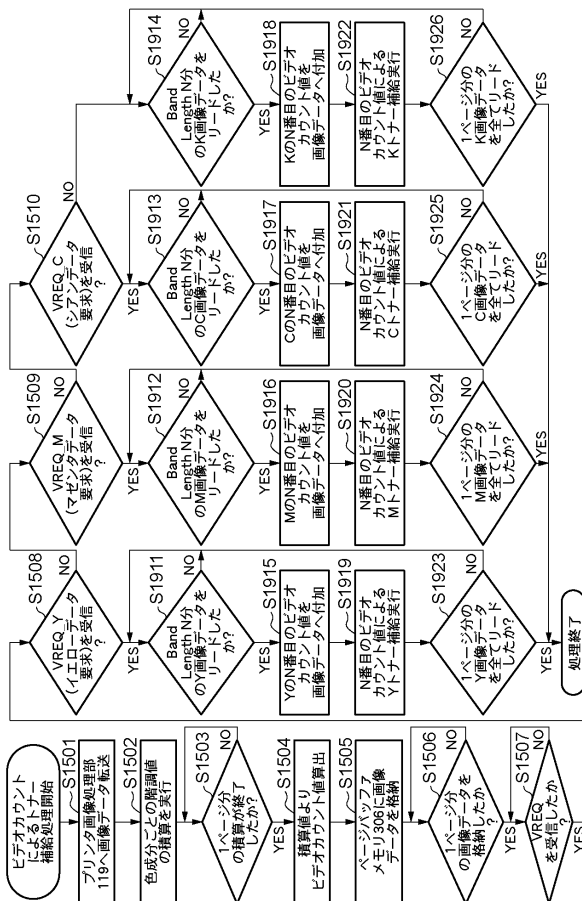 ビデオカウント
によるトナー
補給処理開始
S1501
プリンタ画像処理部
119へ画像データ転送
S1502
色成分ごとの階調値
の積算を実行
S1503
1ページ分
の積算が終了
したか?
NO
YES
S1504
積算値より
ビデオカウント値算出
S1505
ページバッファ
メモリ306に画像
データを格納
S1506
1ページ分
の画像データを
格納したか
?
NO
YES
S1507
VREQ
を受信したか
?
NO
YES
S1508
VREQ_Y
(イエローデータ
要求)を受信
?
NO
YES
S1911
Band
Length N分
のY画像データを
リードした
か?
NO
YES
S1915
YのN番目のビデオ
カウント値を
画像データへ付加
S1919
N番目のビデオ
カウント値による
Yトナー補給実行
S1923
1ページ分の
Y画像データ
を全てリード
したか?
NO
YES
処理終了
S1509
VREQ_M
(マゼンタデータ
要求)を受信
?
NO
YES
S1912
Band
Length N分
のM画像データを
リードした
か?
NO
YES
S1916
MのN番目のビデオ
カウント値を
画像データへ付加
S1920
N番目のビデオ
カウント値による
Mトナー補給実行
S1924
1ページ分の
M画像データ
を全てリード
したか?
NO
YES
S1510
VREQ_C
(シアンデータ
要求)を受信
?
NO
YES
S1913
Band
Length N分
のC画像データを
リードした
か?
NO
YES
S1917
CのN番目のビデオ
カウント値を
画像データへ付加
S1921
N番目のビデオ
カウント値による
Cトナー補給実行
S1925
1ページ分の
C画像データ
を全てリード
したか?
NO
YES
S1914
Band
Length N分
のK画像データを
リードした
か?
NO
YES
S1918
KのN番目のビデオ
カウント値を
画像データへ付加
S1922
N番目のビデオ
カウント値による
Kトナー補給実行
S1926
1ページ分の
K画像データ
を全てリード
したか?
NO
YES